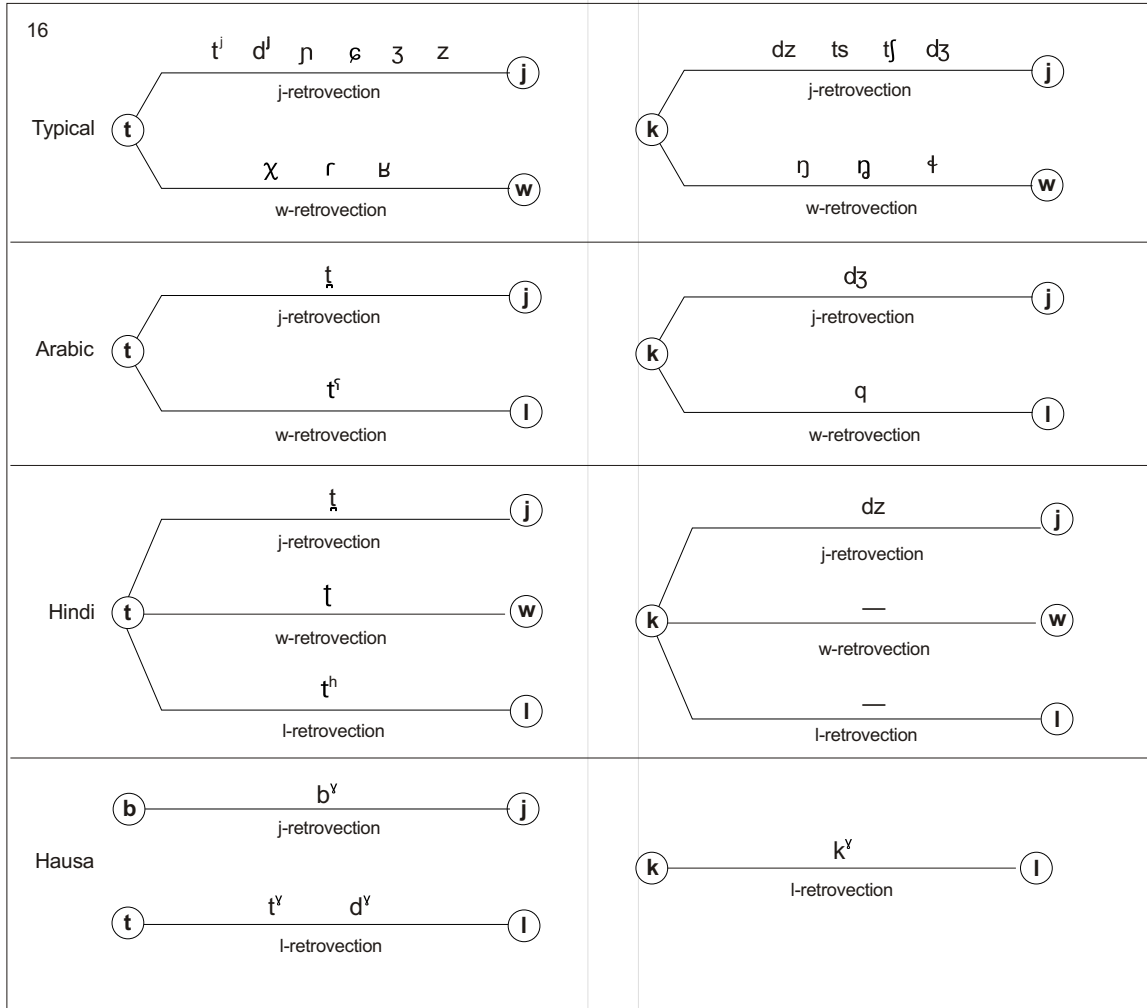 16
tʲ dʲ ɲ ɕ ʒ z
j
j-retrovection
Typical
t
χ ɾ ʁ
w
w-retrovection
dz ts tʃ dʒ
j
j-retrovection
k
ŋ
w
w-retrovection
t̪
j
j-retrovection
Arabic
t
tˤ
l
w-retrovection
dʒ
j
j-retrovection
k
q
l
w-retrovection
t̪
j
j-retrovection
Hindi
t
t
w
w-retrovection
tʰ
l
l-retrovection
dz
j
j-retrovection
k
—
w
w-retrovection
—
l
l-retrovection
b
bˠ
j
j-retrovection
Hausa
t
tˠ dˠ
l
l-retrovection
k
kˠ
l
l-retrovection